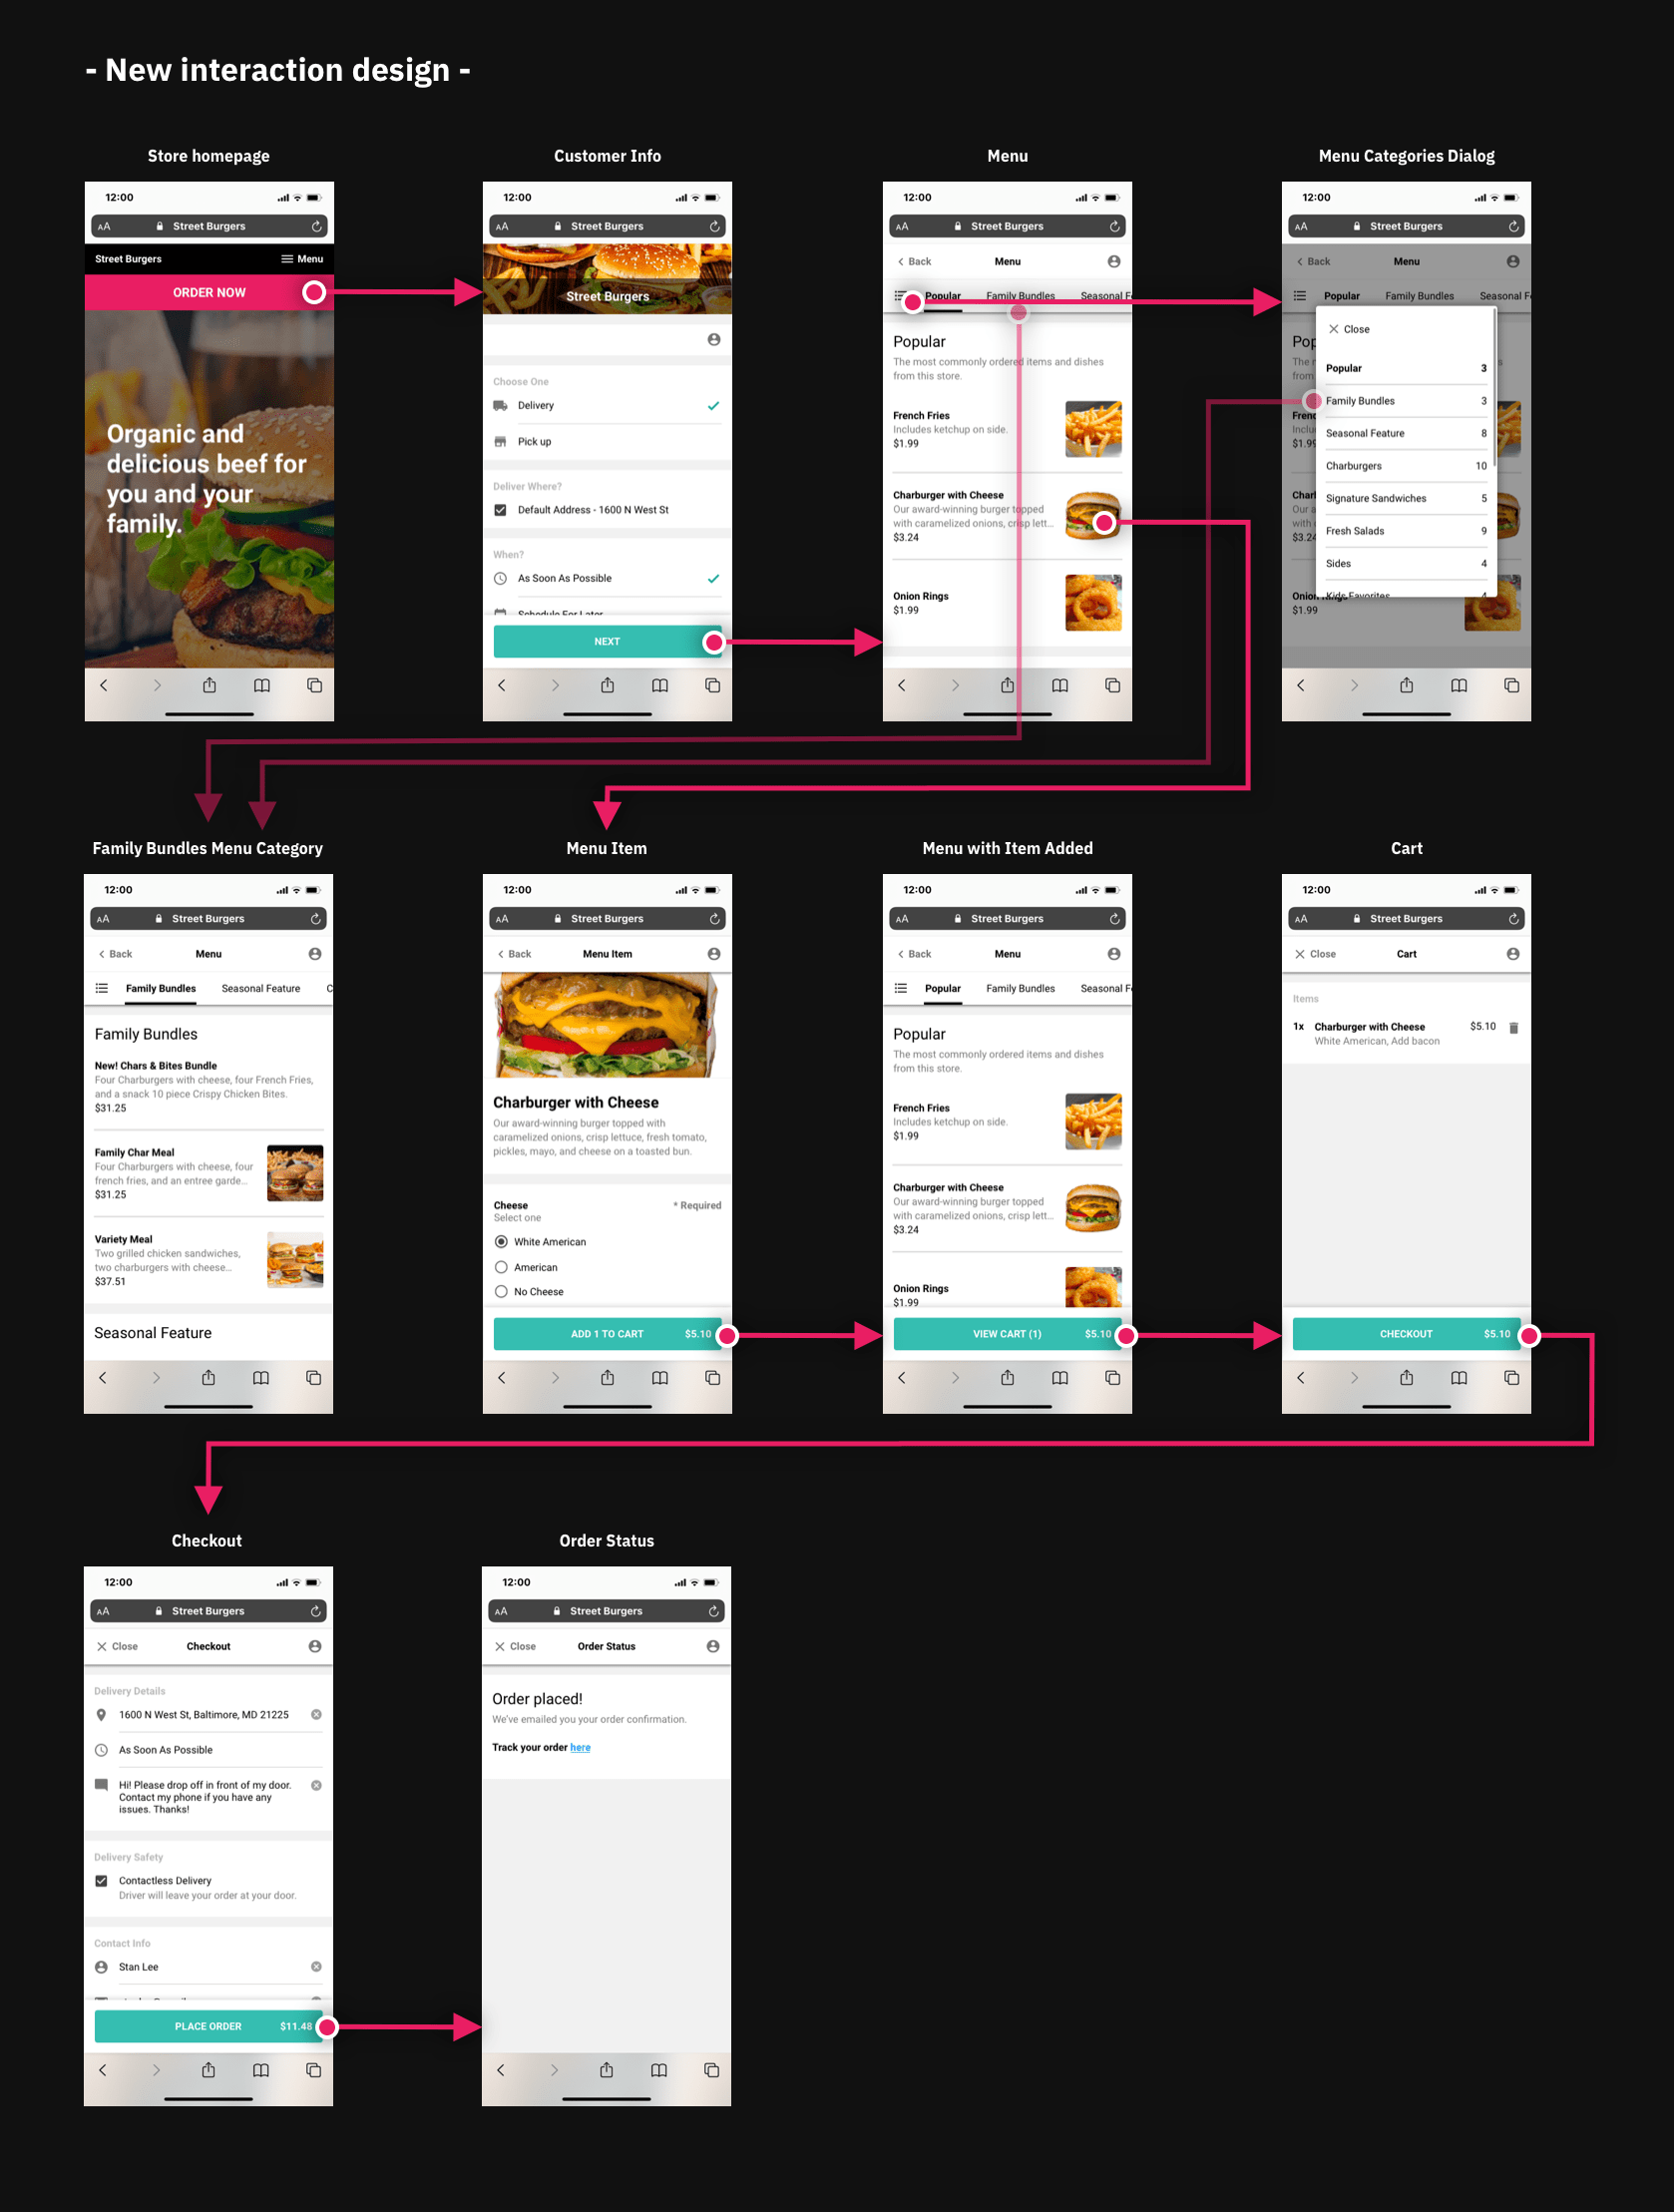 - New interaction design -
Store homepage
12:00
AA Street Burgers
Street Burgers Menu
ORDER NOW
Organic and
delicious beef for
you and your
family.
Customer Info
12:00
AA Street Burgers
Street Burgers
Choose One
Delivery
Pick up
Deliver Where?
Default Address - 1600 N West St
When?
As Soon As Possible
Schedule For Later
NEXT
Menu
12:00
AA Street Burgers
Back Menu
Popular Family Bundles Seasonal Fe
Popular
The most commonly ordered items and dishes
from this store.
French Fries
Includes ketchup on side.
$1.99
Charburger with Cheese
Our award-winning burger topped
with caramelized onions, crisp lett...
$3.24
Onion Rings
$1.99
Menu Categories Dialog
12:00
AA Street Burgers
Back Menu
Popular Family Bundles Seasonal Fe
Close
Popular 3
Family Bundles 3
Seasonal Feature 8
Charburgers 10
Signature Sandwiches 5
Fresh Salads 9
Sides 4
Kids Favorites 4
$1.99
Family Bundles Menu Category
12:00
AA Street Burgers
Back Menu
Family Bundles Seasonal Feature C
Family Bundles
New! Chars & Bites Bundle
Four Charburgers with cheese, four French Fries,
and a snack 10 piece Crispy Chicken Bites.
$31.25
Family Char Meal
Four Charburgers with cheese, four
french fries, and an entree garde...
$31.25
Variety Meal
Two grilled chicken sandwiches,
two charburgers with cheese...
$37.51
Seasonal Feature
Menu Item
12:00
AA Street Burgers
Back Menu Item
Charburger with Cheese
Our award-winning burger topped with
caramelized onions, crisp lettuce, fresh tomato,
pickles, mayo, and cheese on a toasted bun.
Cheese * Required
Select one
White American
American
No Cheese
ADD 1 TO CART $5.10
Menu with Item Added
12:00
AA Street Burgers
Back Menu
Popular Family Bundles Seasonal Fe
Popular
The most commonly ordered items and dishes
from this store.
French Fries
Includes ketchup on side.
$1.99
Charburger with Cheese
Our award-winning burger topped
with caramelized onions, crisp lett...
$3.24
Onion Rings
$1.99
VIEW CART (1) $5.10
Cart
12:00
AA Street Burgers
Close Cart
Items
1x Charburger with Cheese $5.10
White American, Add bacon
CHECKOUT $5.10
Checkout
12:00
AA Street Burgers
Close Checkout
Delivery Details
1600 N West St, Baltimore, MD 21225
As Soon As Possible
Hi! Please drop off in front of my door.
Contact my phone if you have any
issues. Thanks!
Delivery Safety
Contactless Delivery
Driver will leave your order at your door.
Contact Info
Stan Lee
PLACE ORDER $11.48
Order Status
12:00
AA Street Burgers
Close Order Status
Order placed!
We've emailed you your order confirmation.
Track your order here